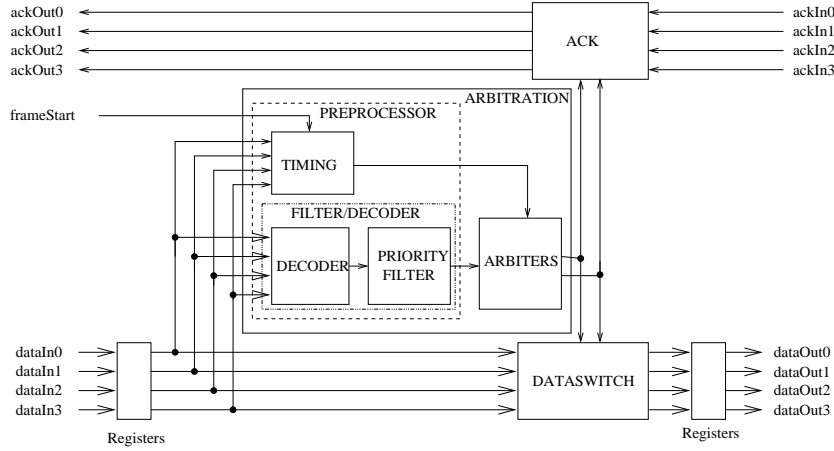 ackOut0
ackIn0
ackOut1
ackIn1
ACK
ackOut2
ackIn2
ackOut3
ackIn3
ARBITRATION
frameStart
PREPROCESSOR
TIMING
FILTER/DECODER
DECODER
PRIORITY
FILTER
ARBITERS
dataIn0
dataOut0
dataIn1
dataOut1
DATASWITCH
dataIn2
dataOut2
dataIn3
dataOut3
Registers
Registers